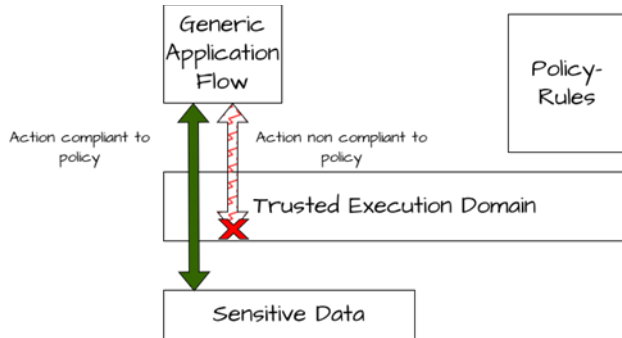 Generic
Application
Flow
Policy-
Rules
Action compliant to
policy
Action non compliant to
policy
Trusted Execution Domain
Sensitive Data